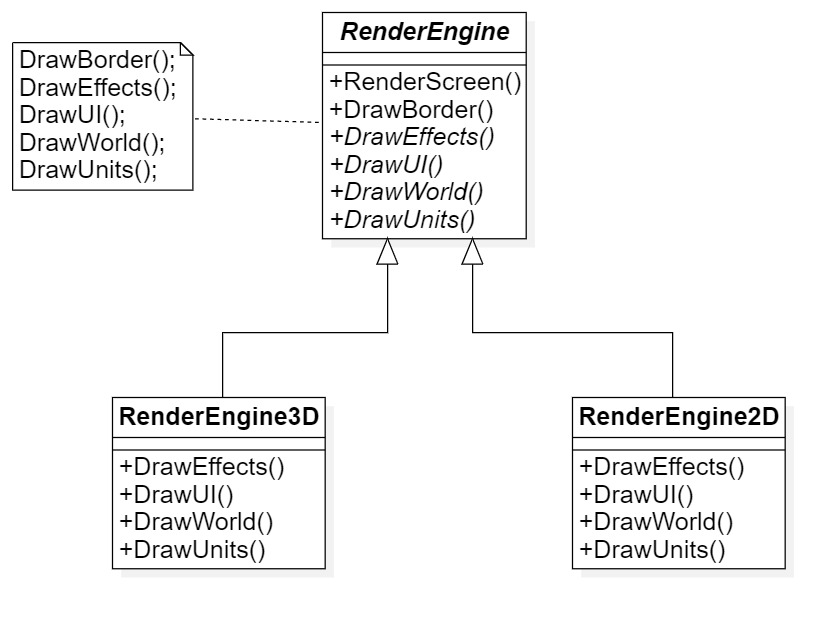 DrawBorder();
DrawEffects();
DrawUI();
DrawWorld();
DrawUnits();
RenderEngine
+RenderScreen()
+DrawBorder()
+DrawEffects()
+DrawUI()
+DrawWorld()
+DrawUnits()
RenderEngine3D
+DrawEffects()
+DrawUI()
+DrawWorld()
+DrawUnits()
RenderEngine2D
+DrawEffects()
+DrawUI()
+DrawWorld()
+DrawUnits()